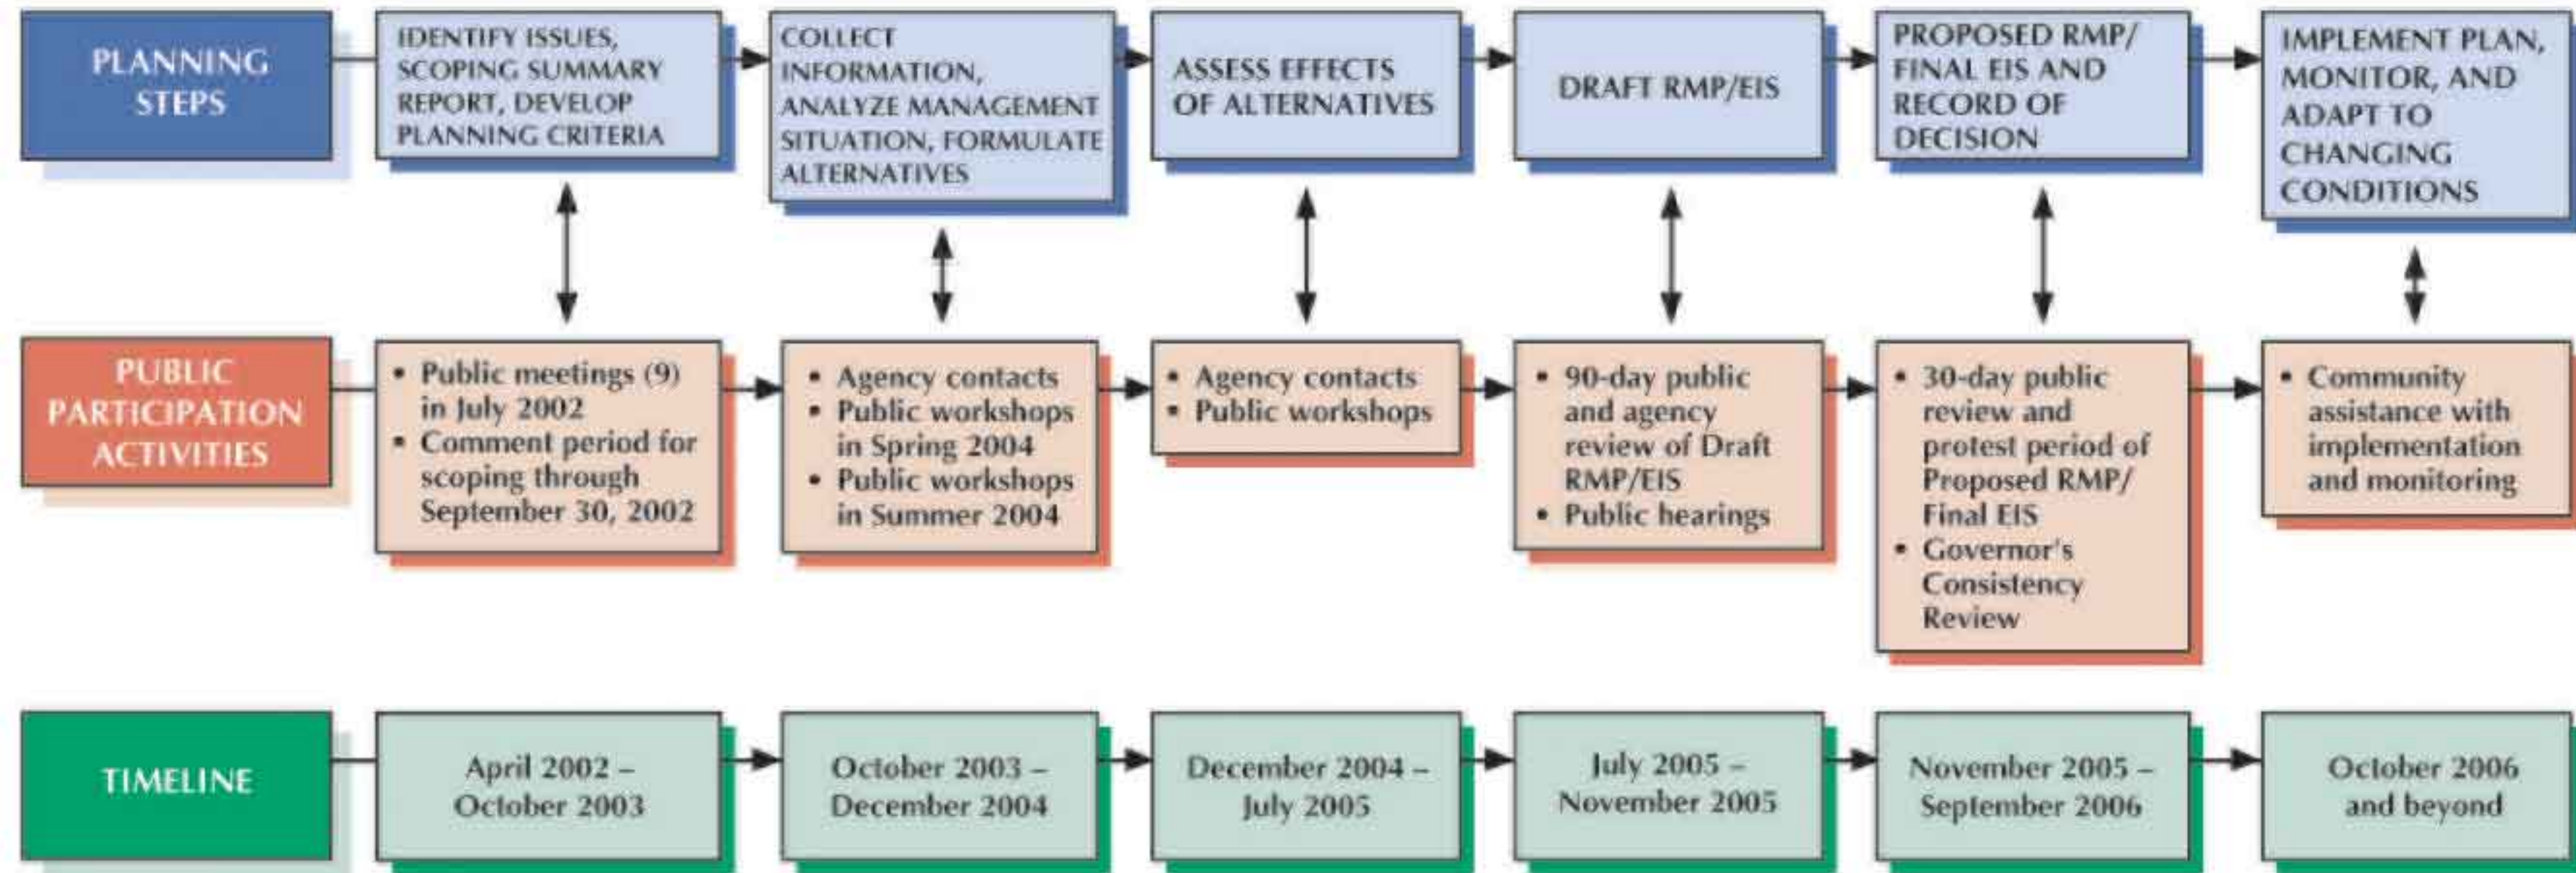 PLANNING
STEPS
IDENTIFY ISSUES,
SCOPING SUMMARY
REPORT, DEVELOP
PLANNING CRITERIA
COLLECT
INFORMATION,
ANALYZE MANAGEMENT
SITUATION, FORMULATE
ALTERNATIVES
ASSESS EFFECTS
OF ALTERNATIVES
DRAFT RMP/EIS
PROPOSED RMP/
FINAL EIS AND
RECORD OF
DECISION
IMPLEMENT PLAN,
MONITOR, AND
ADAPT TO
CHANGING
CONDITIONS
PUBLIC
PARTICIPATION
ACTIVITIES
• Public meetings (9)
in July 2002
• Comment period for
scoping through
September 30, 2002
• Agency contacts
• Public workshops
in Spring 2004
• Public workshops
in Summer 2004
• Agency contacts
• Public workshops
• 90-day public
and agency
review of Draft
RMP/EIS
• Public hearings
• 30-day public
review and
protest period of
Proposed RMP/
Final EIS
• Governor's
Consistency
Review
• Community
assistance with
implementation
and monitoring
TIMELINE
April 2002 –
October 2003
October 2003 –
December 2004
December 2004 –
July 2005
July 2005 –
November 2005
November 2005 –
September 2006
October 2006
and beyond